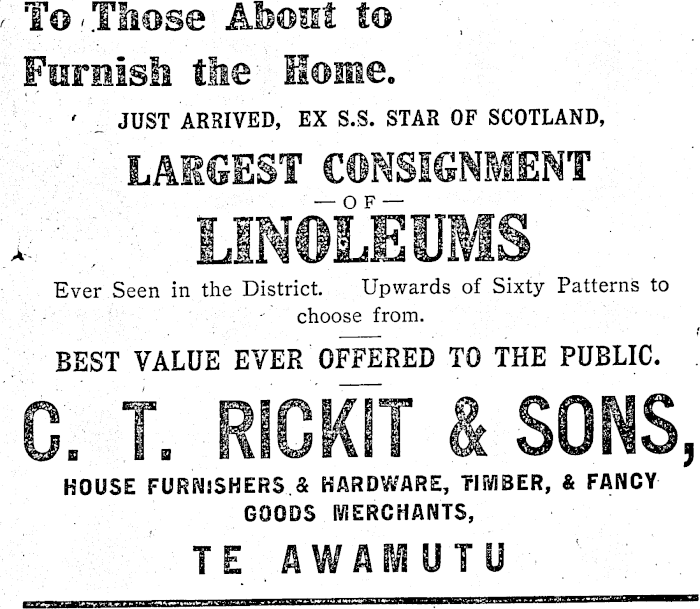 To Those About to
Furnish the Home.
JUST ARRIVED, EX S.S. STAR OF SCOTLAND,
LARGEST CONSIGNMENT
— OF —
LINOLEUMS
Ever Seen in the District. Upwards of Sixty Patterns to
choose from.
BEST VALUE EVER OFFERED TO THE PUBLIC.
C. T. RICKIT & SONS,
HOUSE FURNISHERS & HARDWARE, TIMBER, & FANCY
GOODS MERCHANTS,
TE AWAMUTU